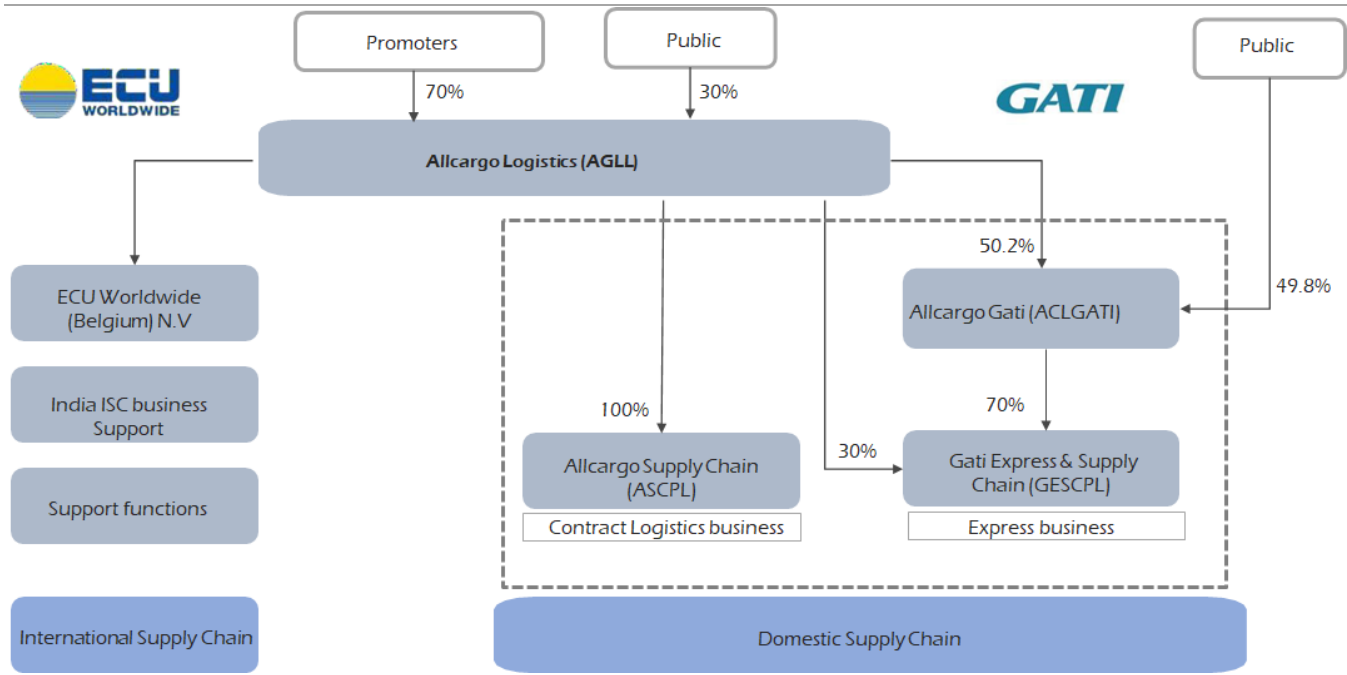 Promoters
Public
Public
70%
30%
ECU
WORLDWIDE
GATI
Allcargo Logistics (AGLL)
50.2%
49.8%
ECU Worldwide
(Belgium) N.V
Allcargo Gati (ACLGATI)
India ISC business
Support
100%
70%
30%
Allcargo Supply Chain
(ASCPL)
Gati Express & Supply
Chain (GESCPL)
Support functions
Contract Logistics business
Express business
International Supply Chain
Domestic Supply Chain